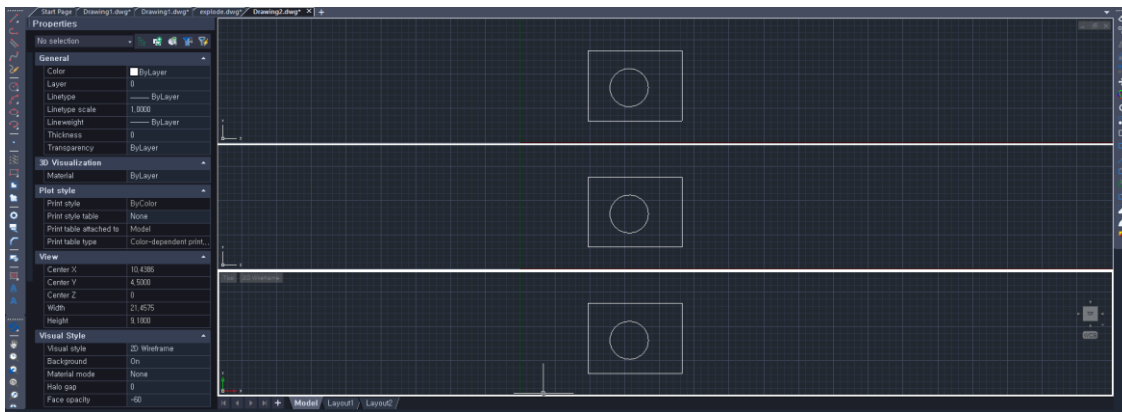 Start Page Drawing1.dwg* Drawing1.dwg* explode.dwg* Drawing2.dwg* X +
Properties
No selection
General
Color ByLayer
Layer 0
Linetype ByLayer
Linetype scale 1,0000
Lineweight ByLayer
Thickness 0
Transparency ByLayer
3D Visualization
Material ByLayer
Plot style
Print style ByColor
Print style table None
Print table attached to Model
Print table type Color-dependent print...
View
Center X 10,4386
Center Y 4,5000
Center Z 0
Width 21,4575
Height 9,1800
Visual Style
Visual style 2D Wireframe
Background On
Material mode None
Halo gap 0
Face opacity -60
Model Layout1 Layout2